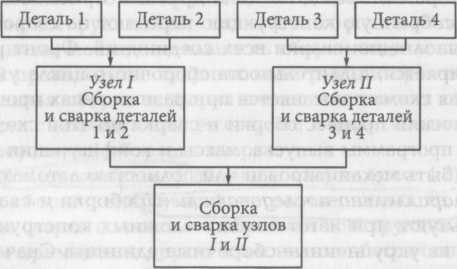 Деталь 1
Деталь 2
Деталь 3
Деталь 4
Узел I
Сборка
и сварка деталей
1 и 2
Узел II
Сборка
и сварка деталей
3 и 4
Сборка
и сварка узлов
I и II